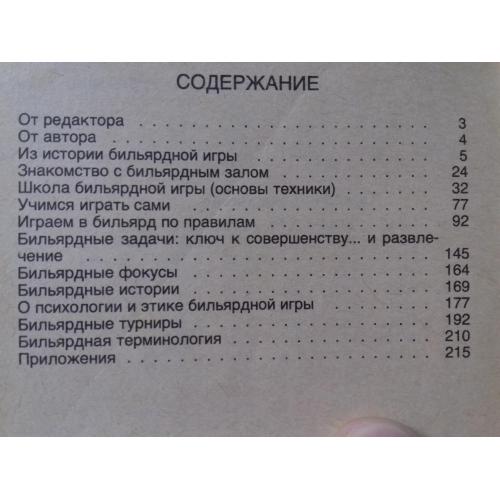 СОДЕРЖАНИЕ
От редактора . . . . . . . . . . . . . . . . . . . 3
От автора . . . . . . . . . . . . . . . . . . . . 4
Из истории бильярдной игры . . . . . . . . . . . . 5
Знакомство с бильярдным залом . . . . . . . . . . 24
Школа бильярдной игры (основы техники) . . . . . . 32
Учимся играть сами . . . . . . . . . . . . . . . . 77
Играем в бильярд по правилам . . . . . . . . . . . 92
Бильярдные задачи: ключ к совершенству... и развле-
чение . . . . . . . . . . . . . . . . . . . . . . 145
Бильярдные фокусы . . . . . . . . . . . . . . . . 164
Бильярдные истории . . . . . . . . . . . . . . . . 169
О психологии и этике бильярдной игры . . . . . . . 177
Бильярдные турниры . . . . . . . . . . . . . . . . 192
Бильярдная терминология . . . . . . . . . . . . . 210
Приложения . . . . . . . . . . . . . . . . . . . . 215